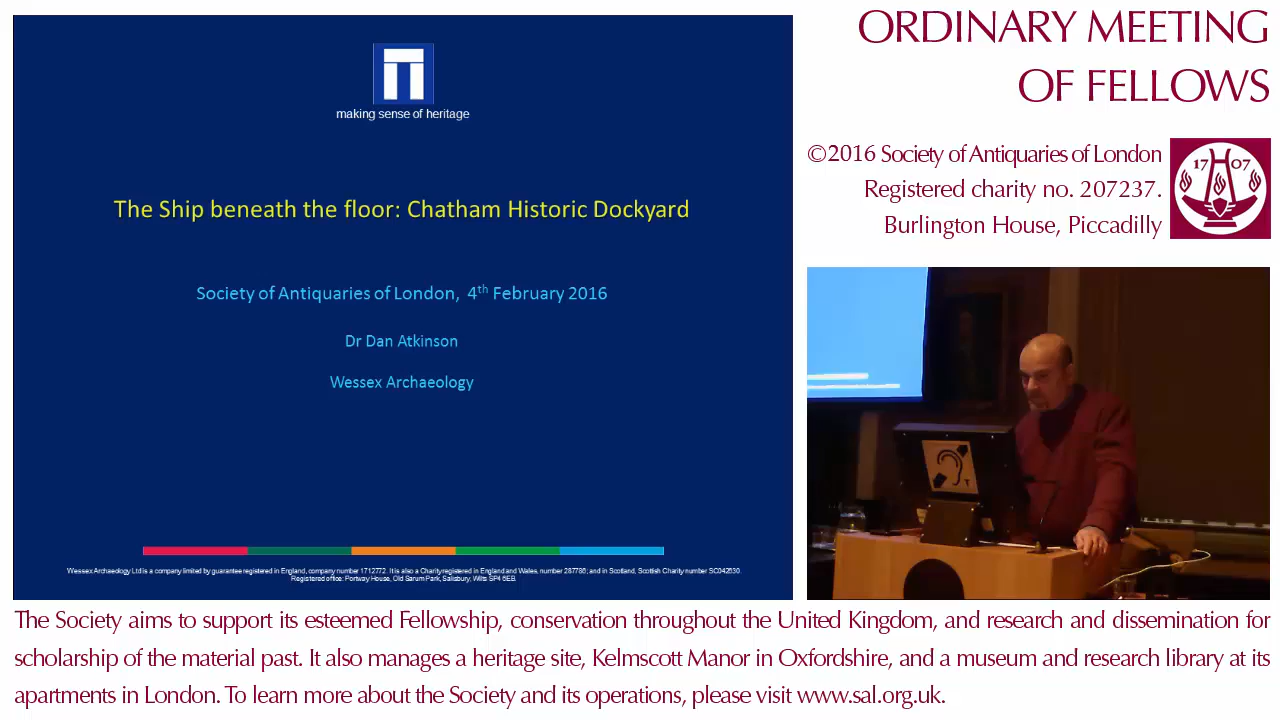 making sense of heritage
The Ship beneath the floor: Chatham Historic Dockyard
Society of Antiquaries of London, 4th February 2016
Dr Dan Atkinson
Wessex Archaeology
Wessex Archaeology Ltd is a company limited by guarantee registered in England, company number 1712772. It is also a Charity registered in England and Wales, number 287786; and in Scotland, Scottish Charity number SC042630.
Registered office: Portway House, Old Sarum Park, Salisbury, Wilts SP4 6EB.
ORDINARY MEETING
OF FELLOWS
©2016 Society of Antiquaries of London
Registered charity no. 207237.
Burlington House, Piccadilly
17 07
The Society aims to support its esteemed Fellowship, conservation throughout the United Kingdom, and research and dissemination for
scholarship of the material past. It also manages a heritage site, Kelmscott Manor in Oxfordshire, and a museum and research library at its
apartments in London. To learn more about the Society and its operations, please visit www.sal.org.uk.